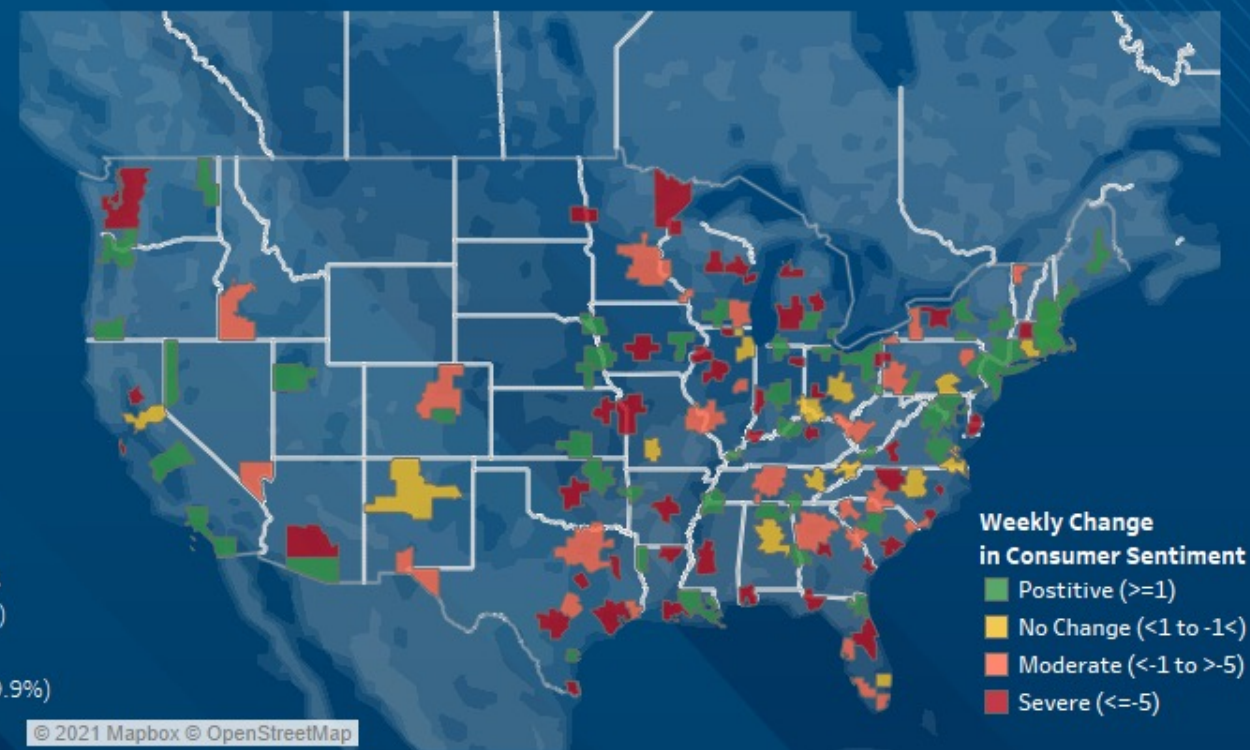 Weekly Change
in Consumer Sentiment
Postitive (>=1)
No Change (<1 to -1<)
Moderate (<-1 to >-5)
Severe (<=-5)
.9%)
© 2021 Mapbox © OpenStreetMap